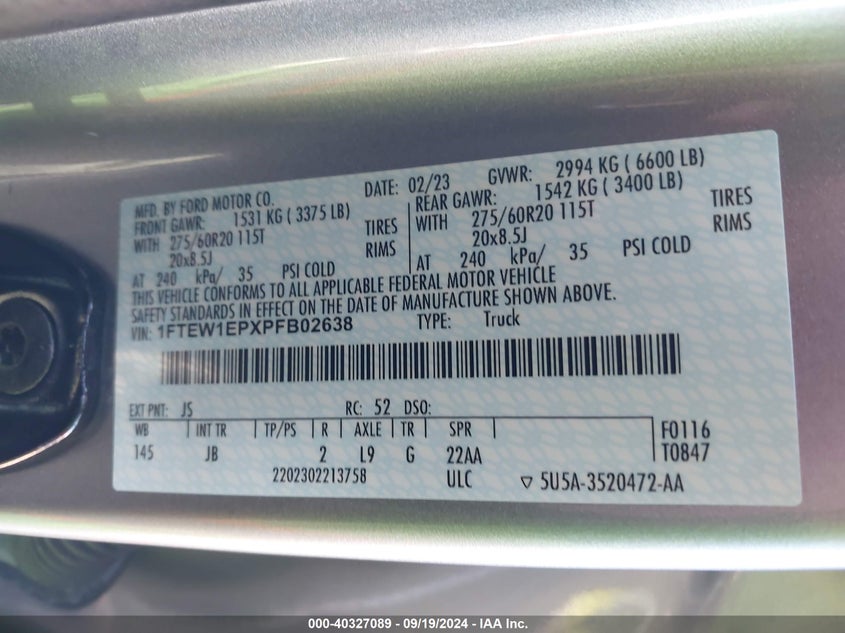 MFD. BY FORD MOTOR CO. DATE: 02/23 GVWR: 2994 KG ( 6600 LB)
FRONT GAWR: 1531 KG ( 3375 LB) REAR GAWR: 1542 KG ( 3400 LB)
WITH 275/60R20 115T TIRES WITH 275/60R20 115T TIRES
20x8.5J RIMS 20x8.5J RIMS
AT 240 kPa/ 35 PSI COLD AT 240 kPa/ 35 PSI COLD
THIS VEHICLE CONFORMS TO ALL APPLICABLE FEDERAL MOTOR VEHICLE
SAFETY STANDARDS IN EFFECT ON THE DATE OF MANUFACTURE SHOWN ABOVE.
VIN: 1FTEW1EPXPFB02638 TYPE: Truck
EXT PNT: JS RC: 52 DSO:
WB INT TR TP/PS R AXLE TR SPR F0116
145 JB 2 L9 G 22AA T0847
2202302213758 ULC ▽ 5U5A-3520472-AA
000-40327089 - 09/19/2024 - IAA Inc.